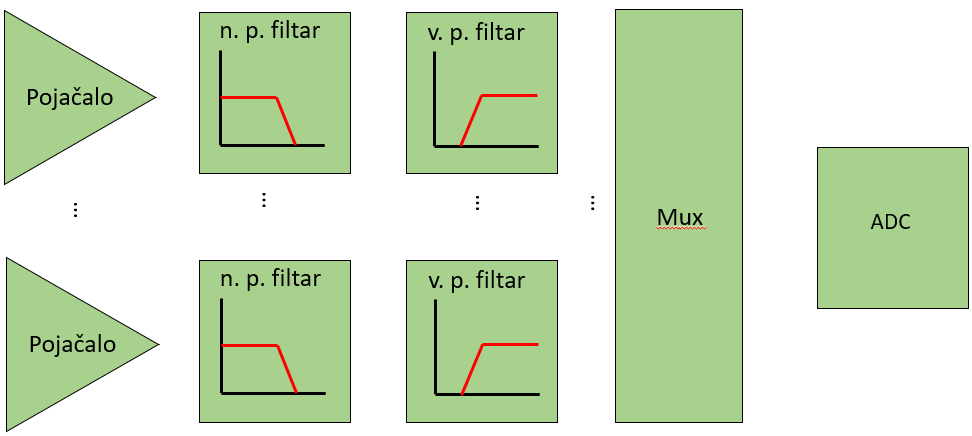 n. p. filtar
v. p. filtar
Pojačalo
...
...
...
...
Mux
ADC
n. p. filtar
v. p. filtar
Pojačalo